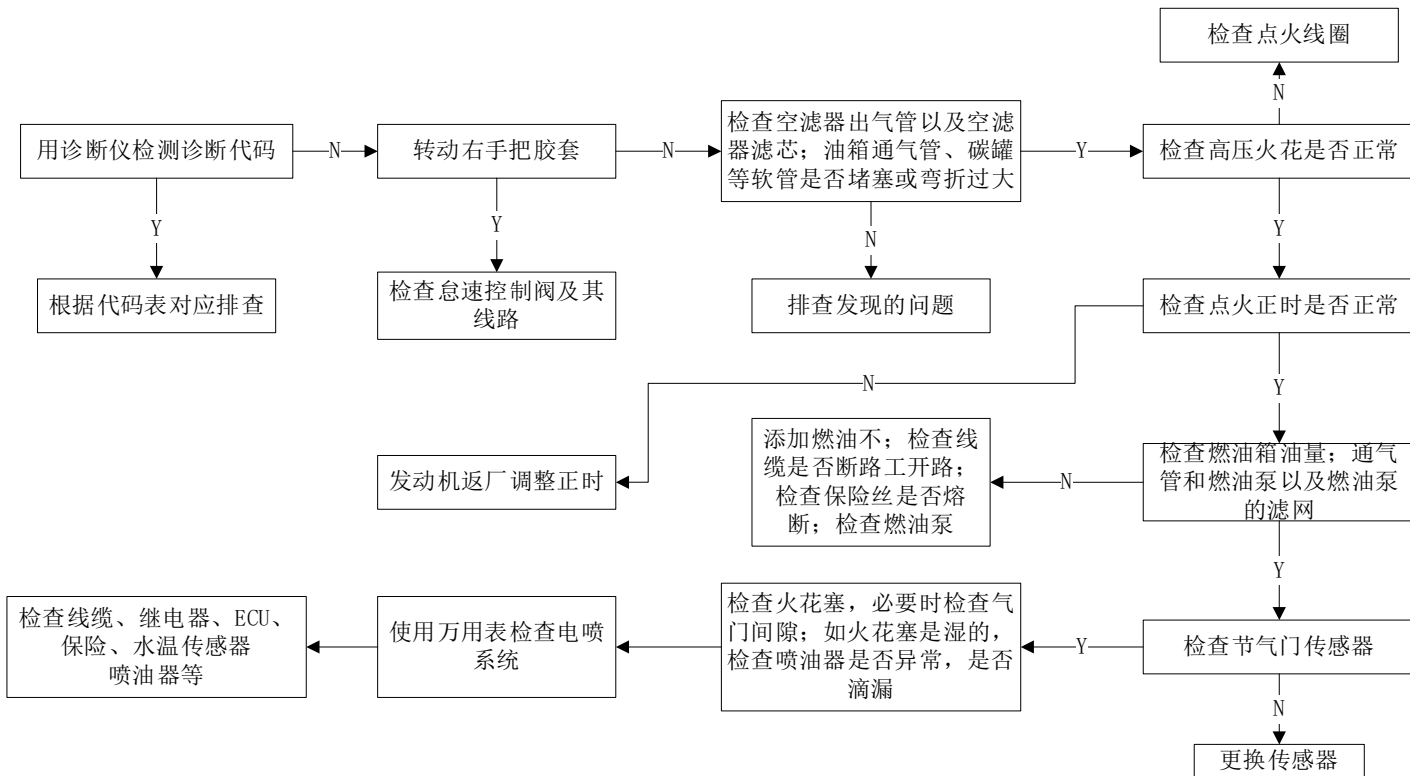 检查点火线圈
N
用诊断仪检测诊断代码
N
转动右手把胶套
N
检查空滤器出气管以及空滤
器滤芯；油箱通气管、碳罐
等软管是否堵塞或弯折过大
Y
检查高压火花是否正常
Y
Y
N
Y
根据代码表对应排查
检查怠速控制阀及其
线路
排查发现的问题
检查点火正时是否正常
N
Y
发动机返厂调整正时
添加燃油不；检查线
缆是否断路工开路；
检查保险丝是否熔
断；检查燃油泵
N
检查燃油箱油量；通气
管和燃油泵以及燃油泵
的滤网
Y
检查线缆、继电器、ECU、
保险、水温传感器
喷油器等
使用万用表检查电喷
系统
检查火花塞，必要时检查气
门间隙；如火花塞是湿的，
检查喷油器是否异常，是否
滴漏
Y
检查节气门传感器
N
更换传感器